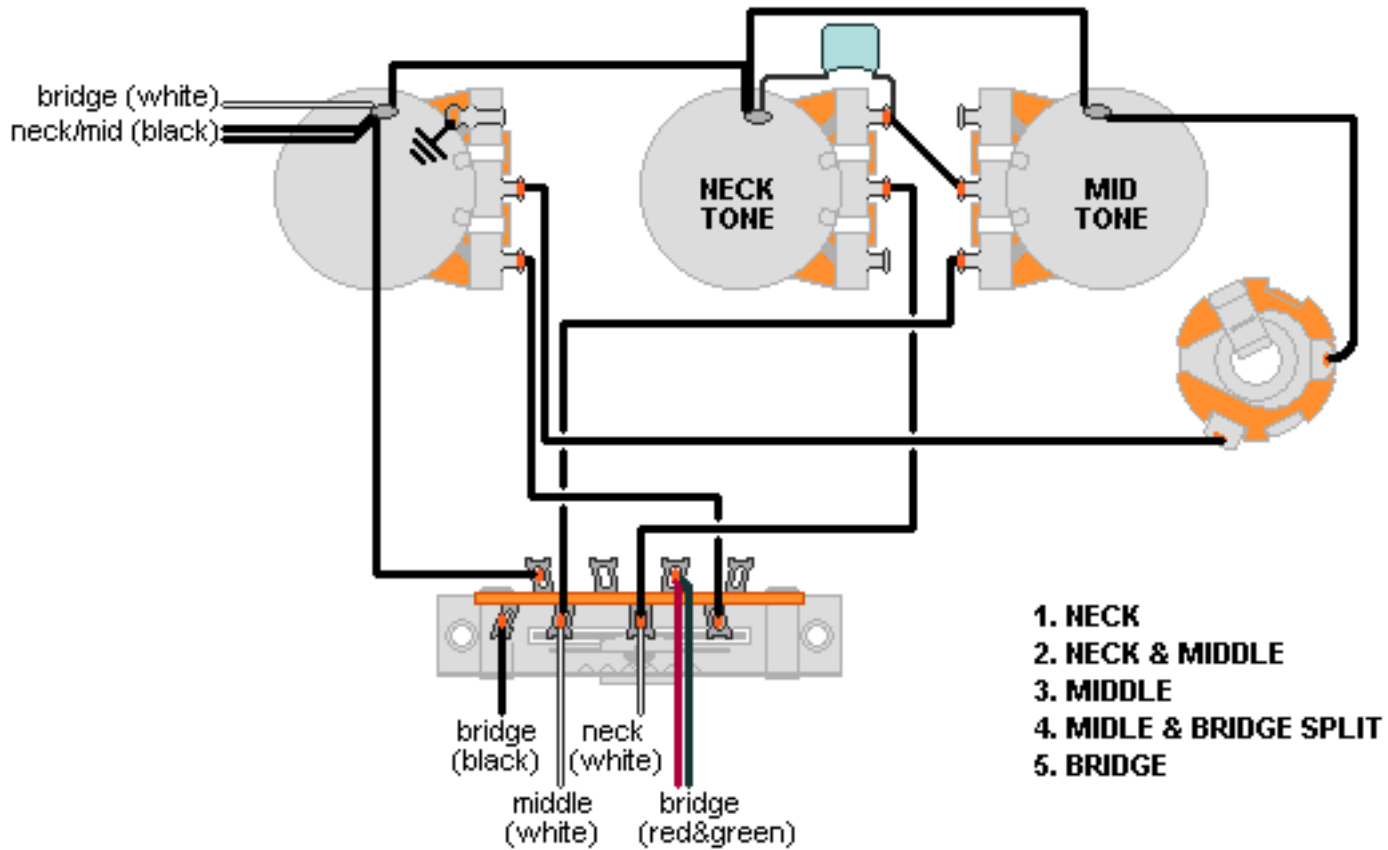 bridge (white)
neck/mid (black)
NECK
TONE
MID
TONE
bridge
(black)
neck
(white)
middle
(white)
bridge
(red&green)
1. NECK
2. NECK & MIDDLE
3. MIDDLE
4. MIDLE & BRIDGE SPLIT
5. BRIDGE